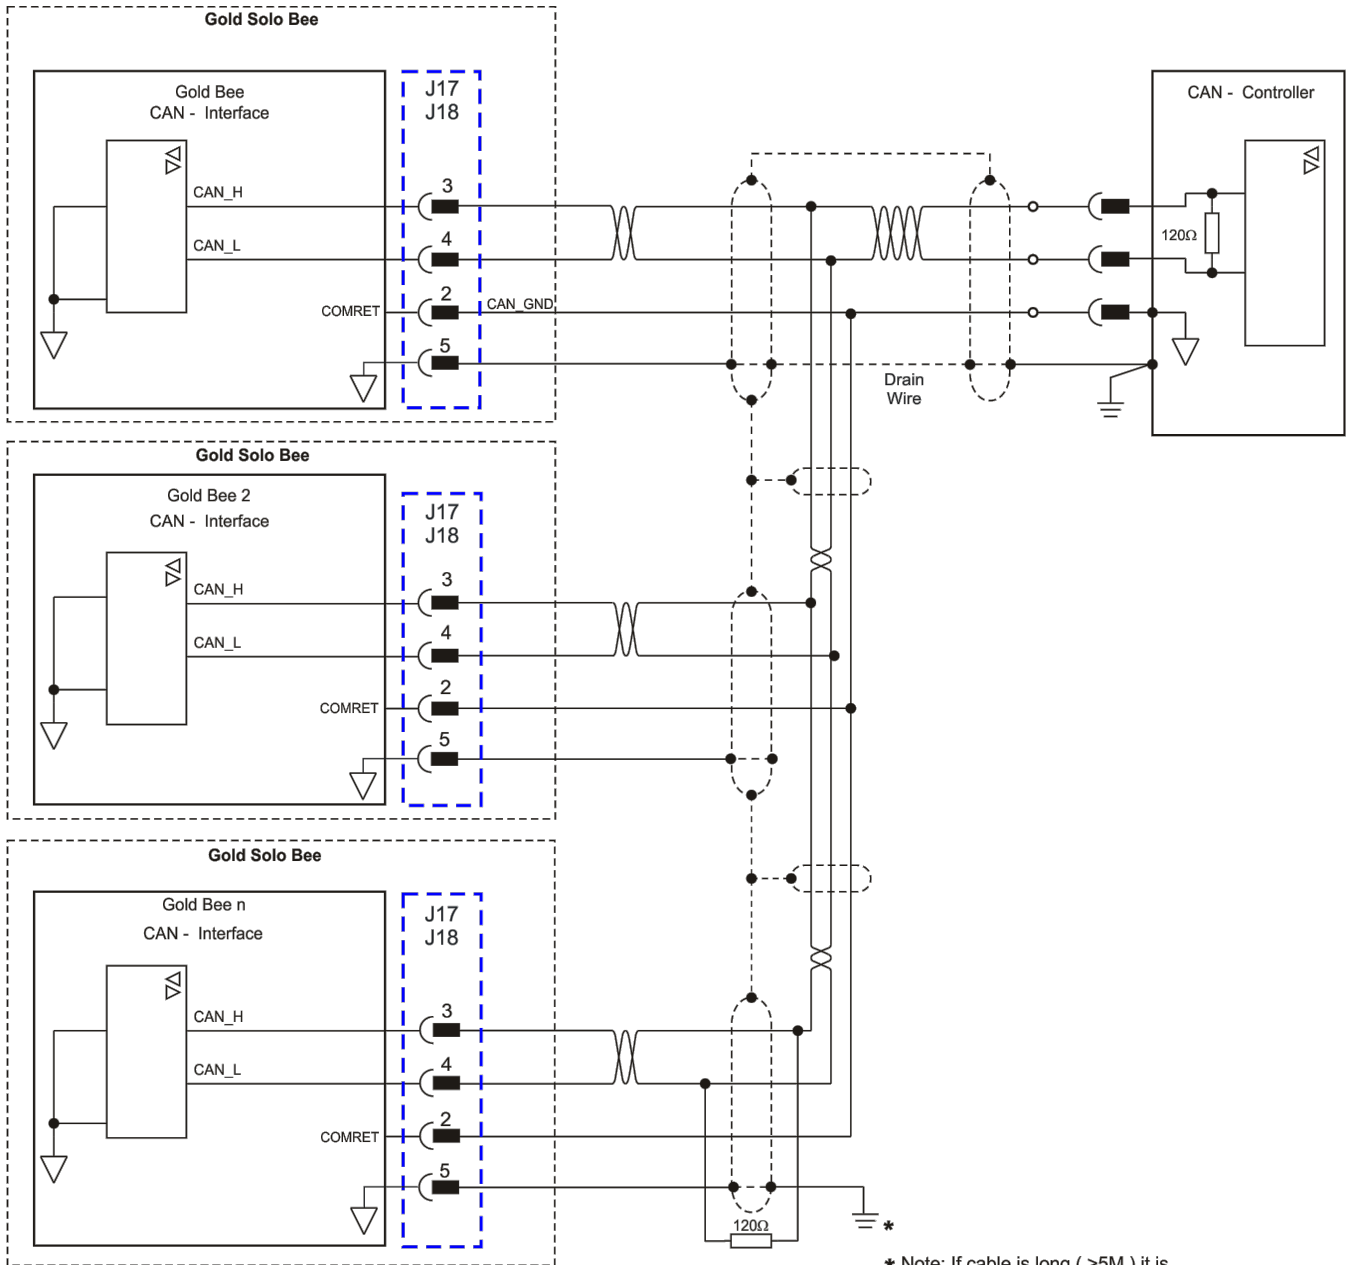 Gold Solo Bee
Gold Bee
CAN - Interface
J17
J18
CAN_H
3
CAN_L
4
COMRET
2
CAN_GND
5
CAN - Controller
120Ω
Drain
Wire
Gold Solo Bee
Gold Bee 2
CAN - Interface
J17
J18
CAN_H
3
CAN_L
4
COMRET
2
5
Gold Solo Bee
Gold Bee n
CAN - Interface
J17
J18
CAN_H
3
CAN_L
4
COMRET
2
5
120Ω
*
* Note: If cable is long ( >5M ) it is